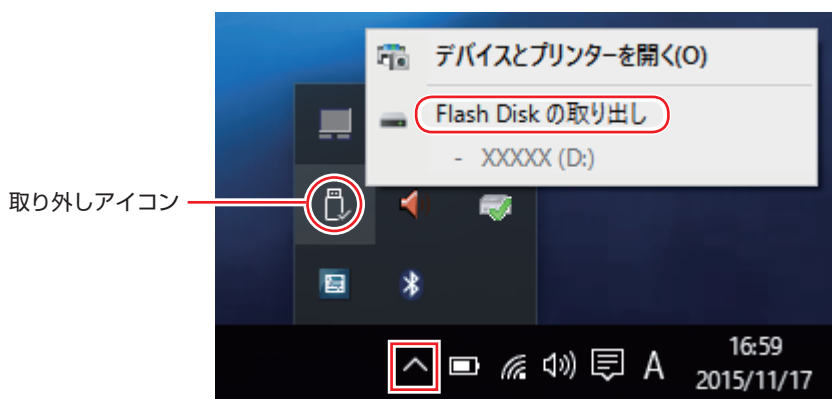 デバイスとプリンターを開く(O)
Flash Disk の取り出し
- XXXXX (D:)
取り外しアイコン
A
16:59
2015/11/17